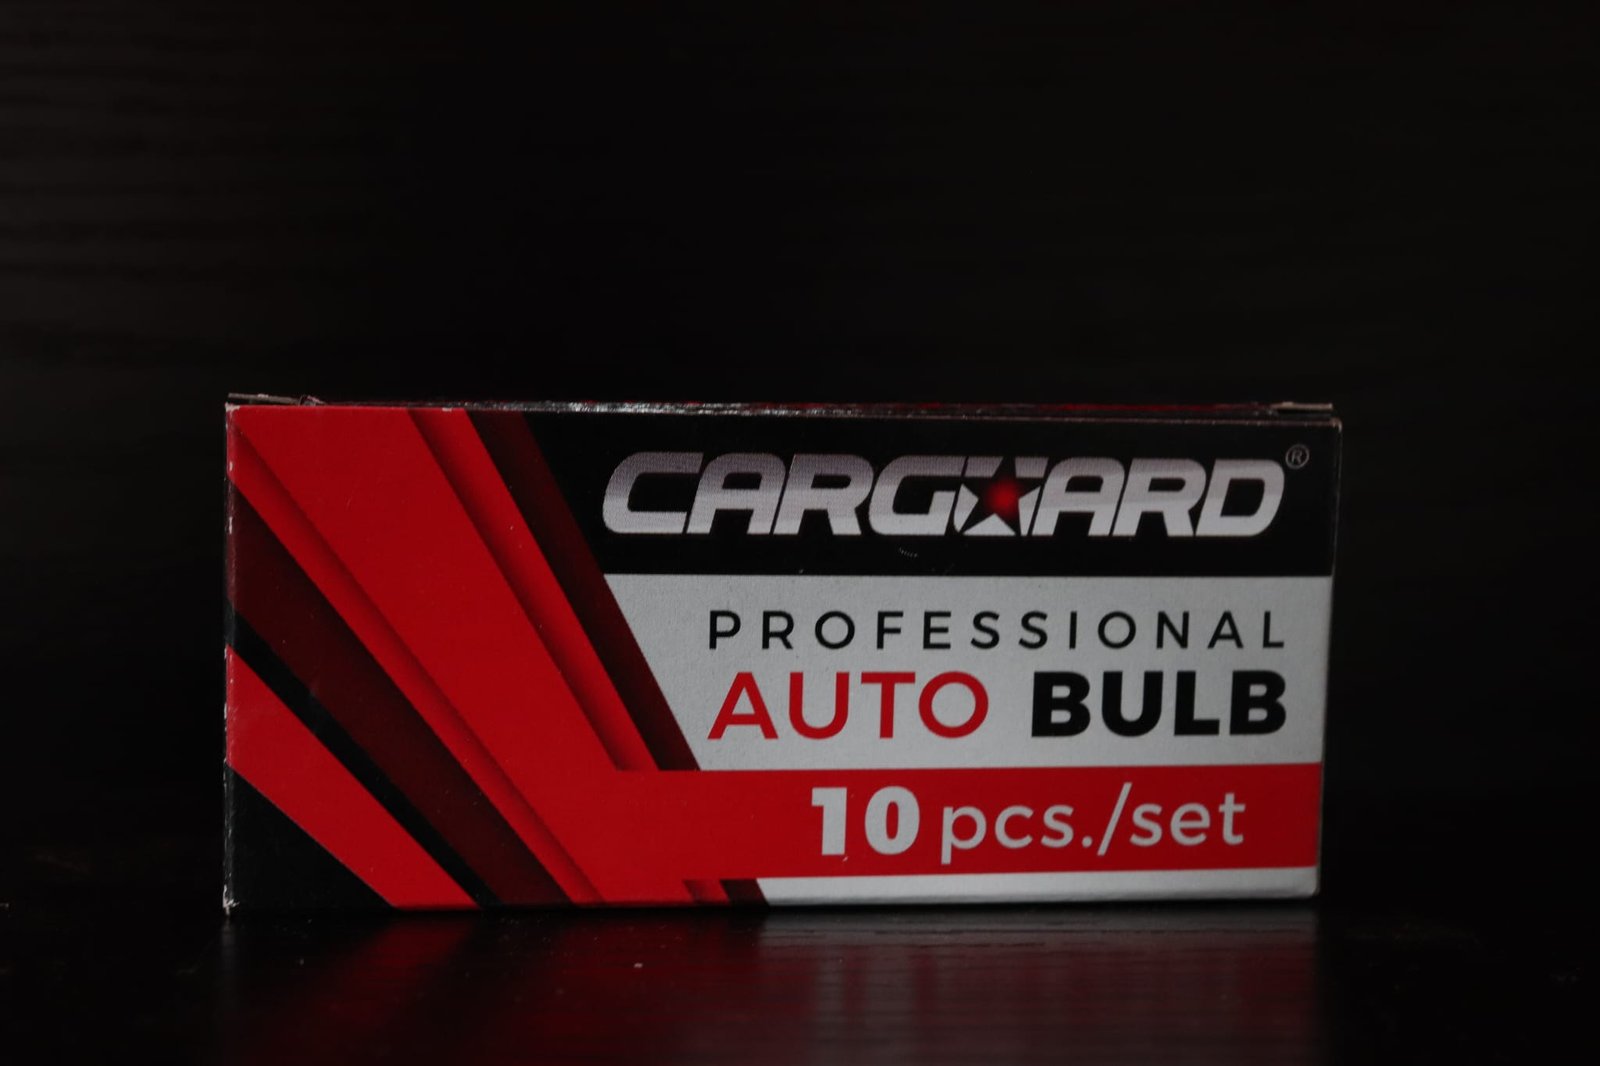 CARGUARD®
PROFESSIONAL
AUTO BULB
10 pcs./set